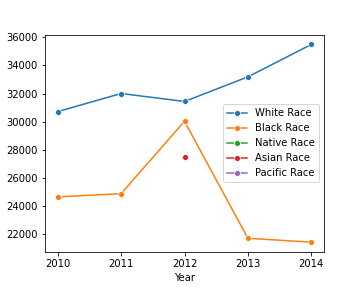 36000
34000
32000
30000
28000
26000
24000
22000
White Race
Black Race
Native Race
Asian Race
Pacific Race
2010 2011 2012 2013 2014
Year